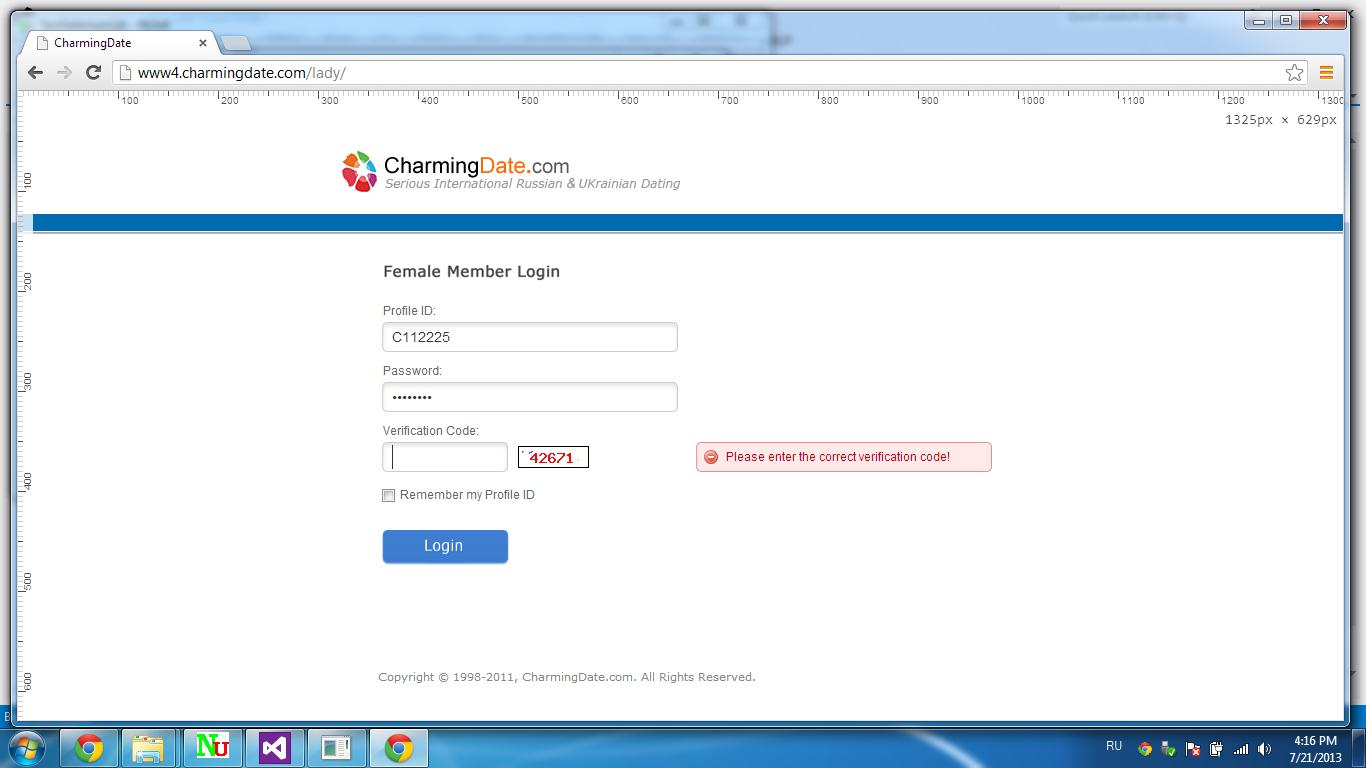 CharmingDate
www4.charmingdate.com/lady/
100 200 300 400 500 600 700 800 900 1000 1100 1200 1300
1325px × 629px
CharmingDate.com
Serious International Russian & UKrainian Dating
100
200
300
400
500
600
Female Member Login
Profile ID:
C112225
Password:
••••••••
Verification Code:
42671
Please enter the correct verification code!
Remember my Profile ID
Login
Copyright © 1998-2011, CharmingDate.com. All Rights Reserved.
Nu
RU
4:16 PM
7/21/2013